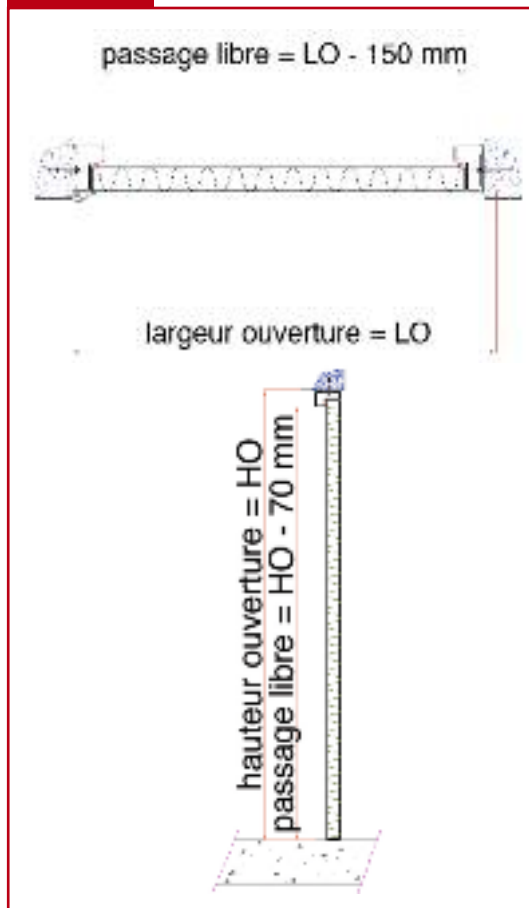 passage libre = LO - 150 mm
largeur ouverture = LO
hauteur ouverture = HO
passage libre = HO - 70 mm